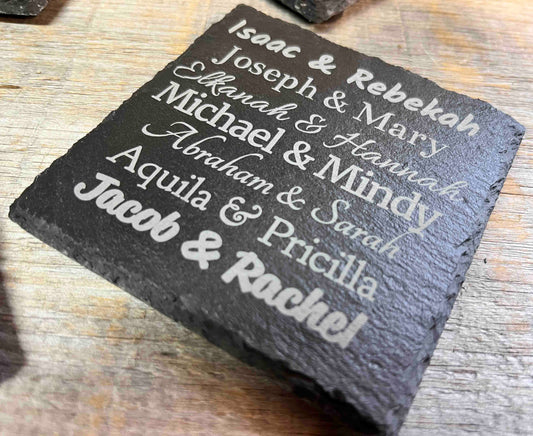 Isaac & Rebekah
Joseph & Mary
Elkanah & Hannah
Michael & Mindy
Abraham & Sarah
Aquila & Pricilla
Jacob & Rachel